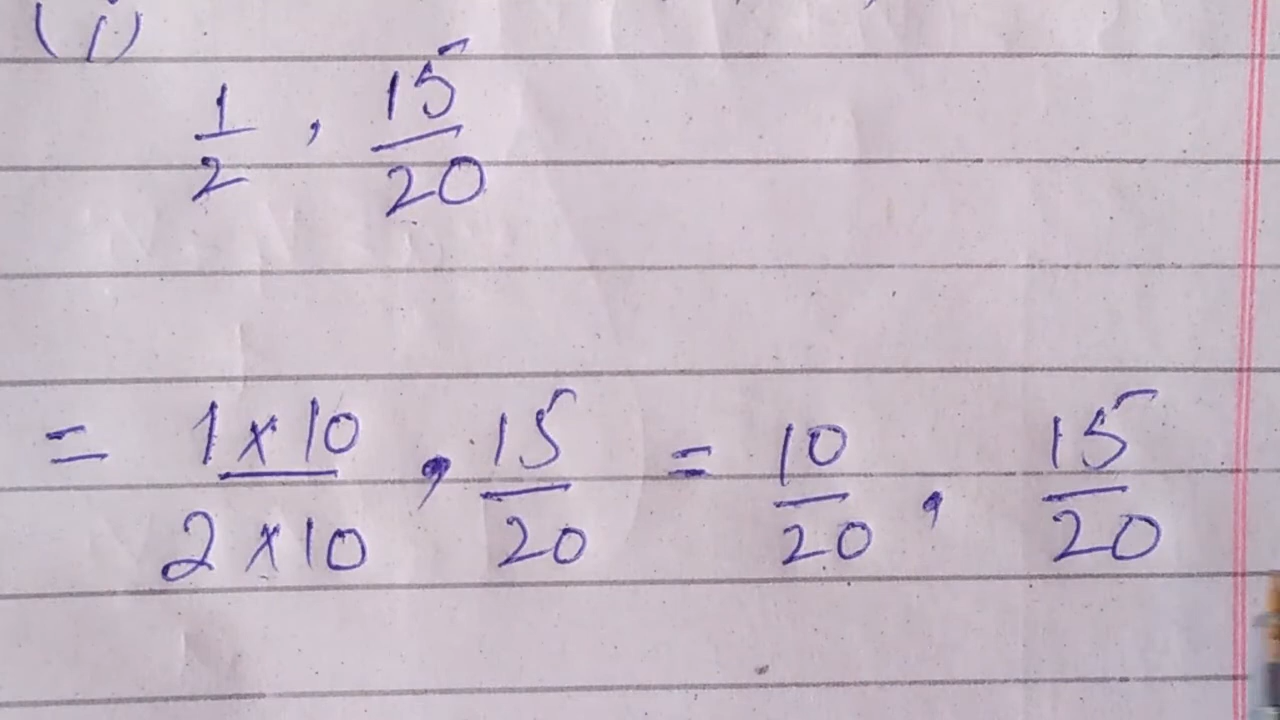 (i)
1/2 , 15/20
= 1 x 10 / 2 x 10 , 15/20 = 10/20 , 15/20